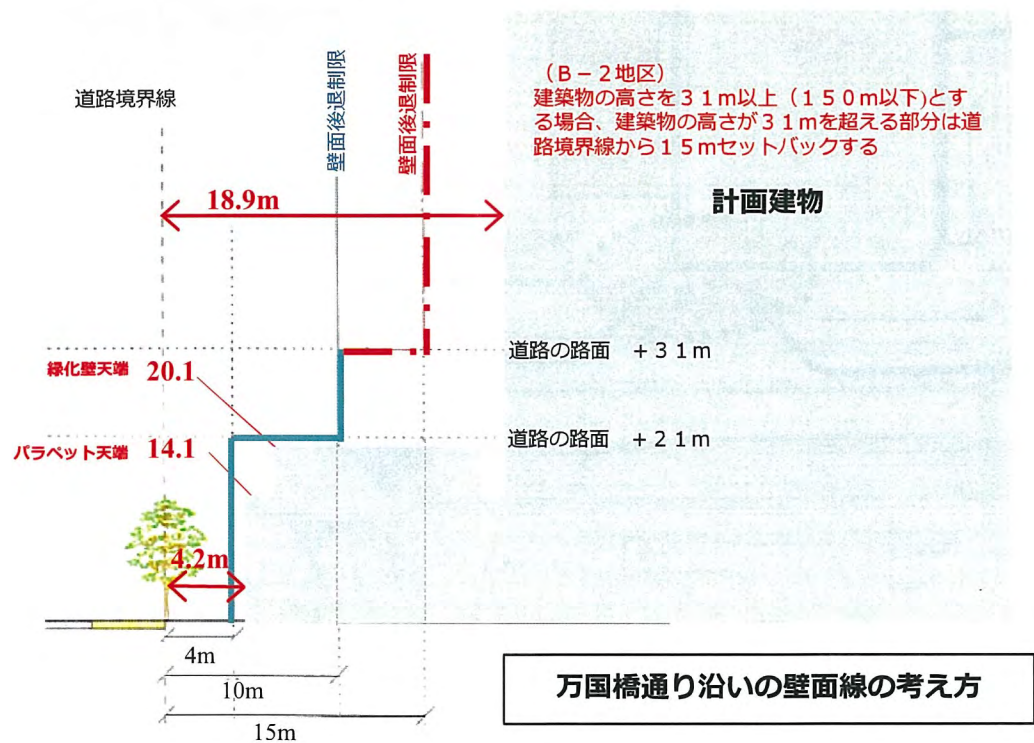 道路境界線
壁面後退制限
壁面後退制限
（Ｂ－２地区）
建築物の高さを３１m以上（１５０m以下)とす
る場合、建築物の高さが３１mを超える部分は道
路境界線から１５mセットバックする
計画建物
18.9m
道路の路面　＋３１m
緑化壁天端 20.1
道路の路面　＋２１m
パラペット天端 14.1
4.2m
4m
10m
15m
万国橋通り沿いの壁面線の考え方